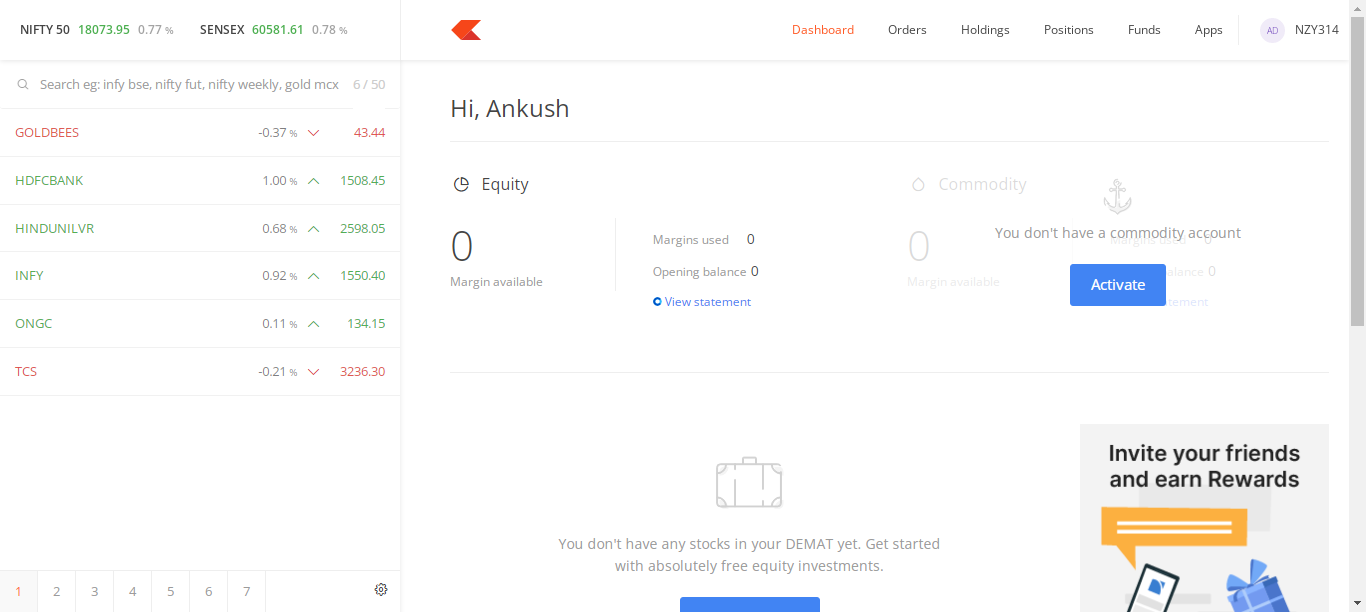 NIFTY 50 18073.95 0.77 % SENSEX 60581.61 0.78 %
Dashboard Orders Holdings Positions Funds Apps AD NZY314
Search eg: infy bse, nifty fut, nifty weekly, gold mcx 6 / 50
GOLDBEES -0.37 % 43.44
HDFCBANK 1.00 % 1508.45
HINDUNILVR 0.68 % 2598.05
INFY 0.92 % 1550.40
ONGC 0.11 % 134.15
TCS -0.21 % 3236.30
1 2 3 4 5 6 7
Hi, Ankush
Equity
0
Margin available
Margins used 0
Opening balance 0
View statement
Commodity
You don't have a commodity account
0
Margin available
Margins used 0
alance 0
tement
Activate
You don't have any stocks in your DEMAT yet. Get started
with absolutely free equity investments.
Invite your friends
and earn Rewards